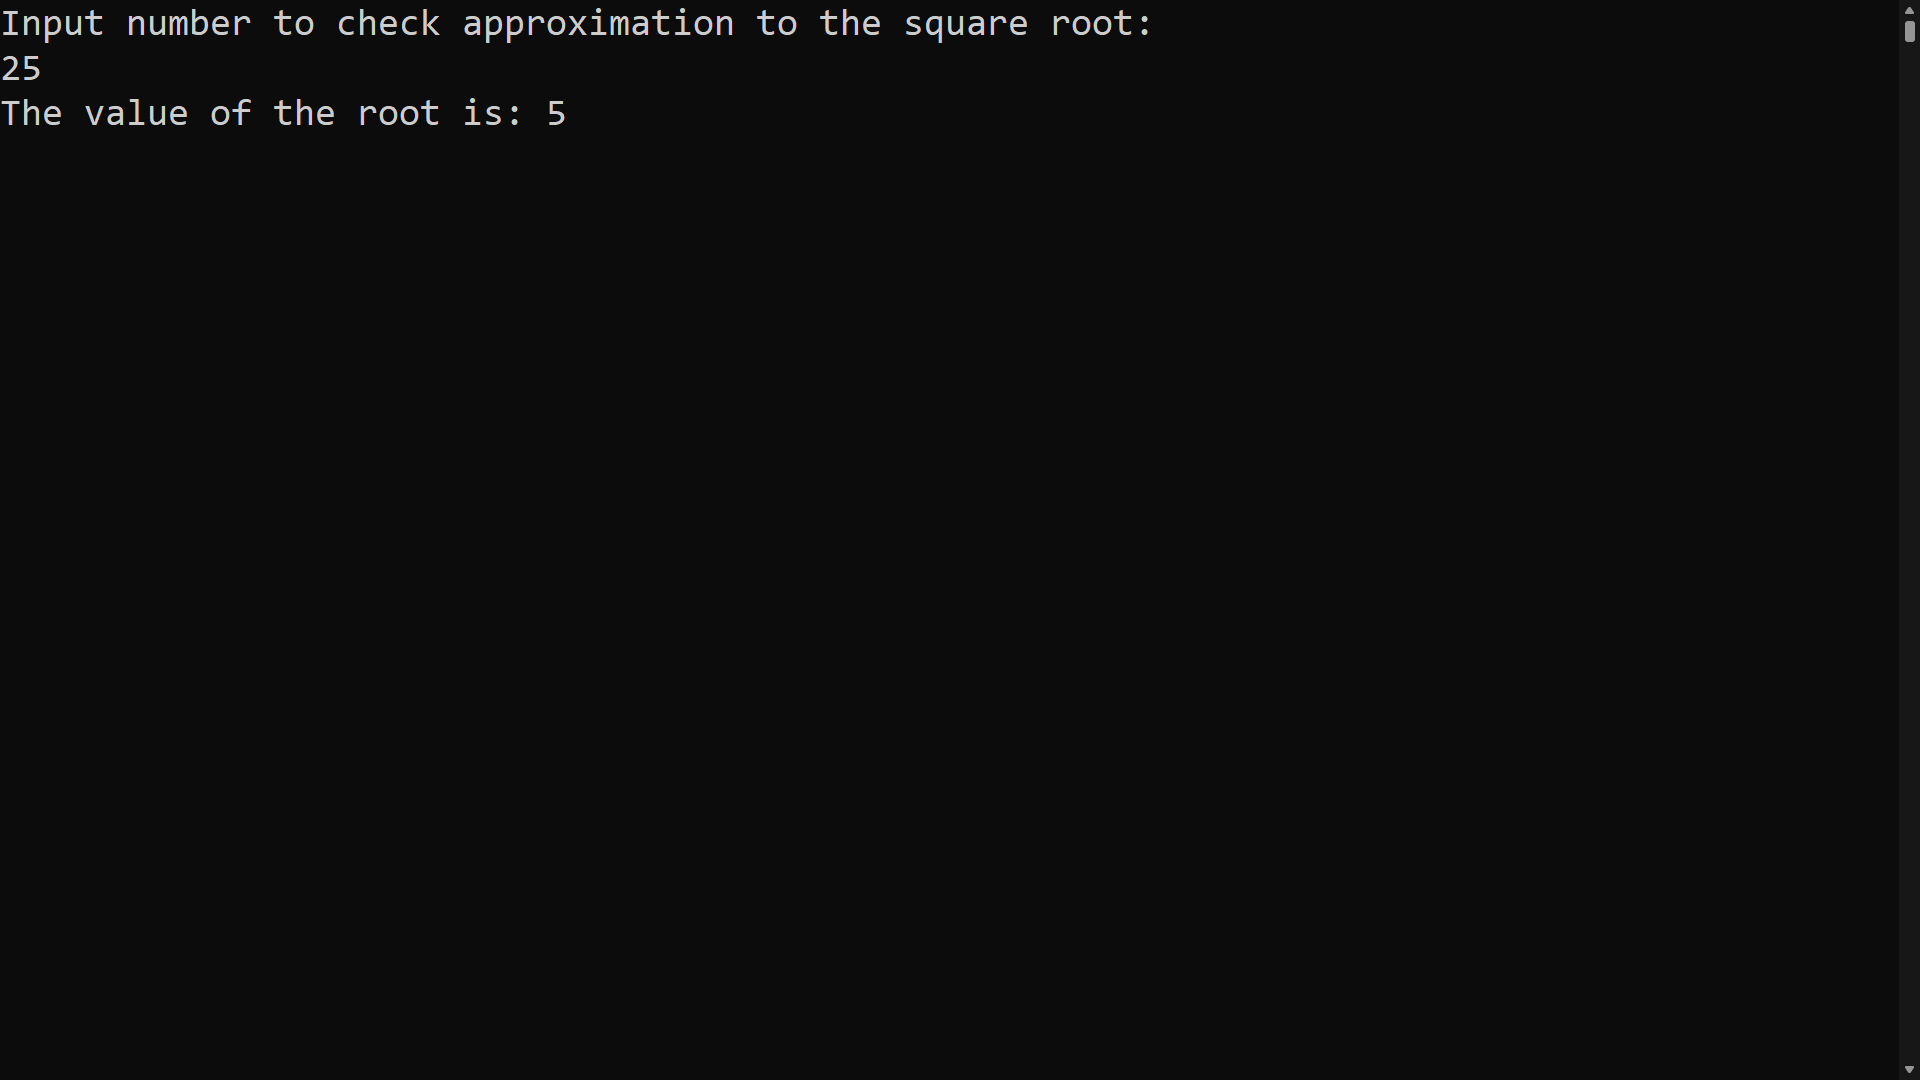 Input number to check approximation to the square root:
25
The value of the root is: 5